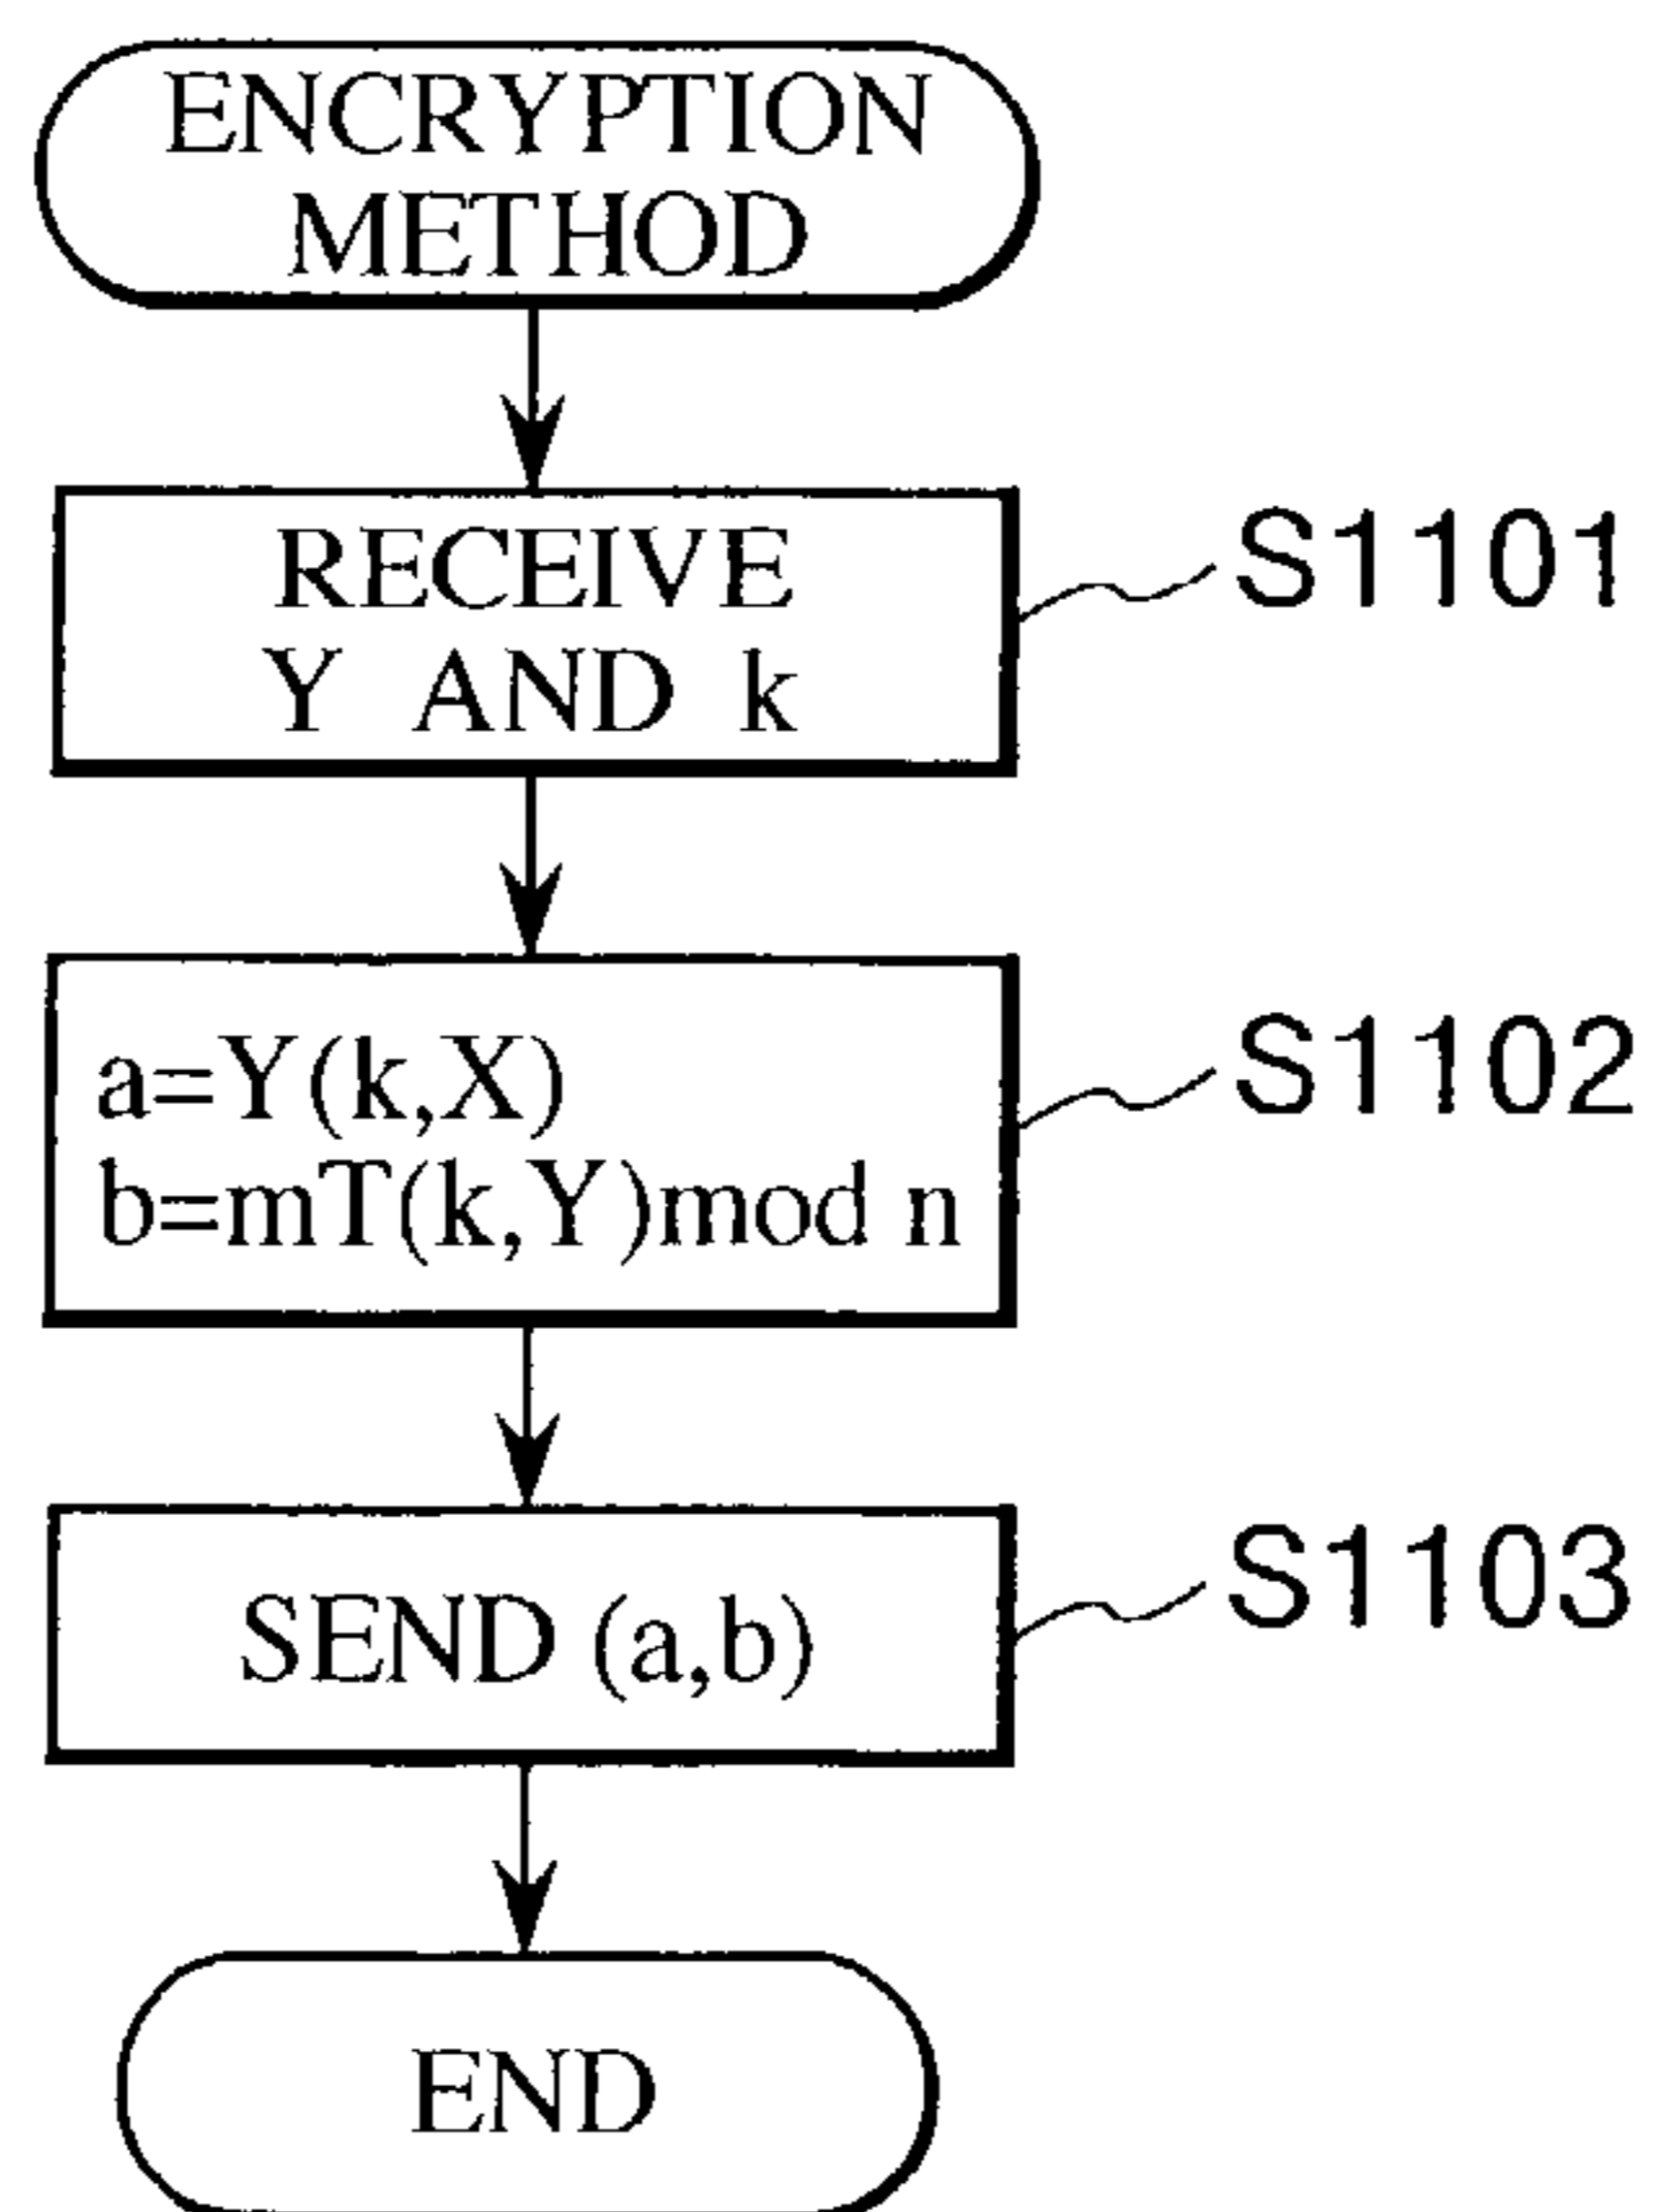 ENCRYPTION
METHOD
RECEIVE
Y AND k
S1101
a=Y(k,X)
b=mT(k,Y)mod n
S1102
SEND (a,b)
S1103
END